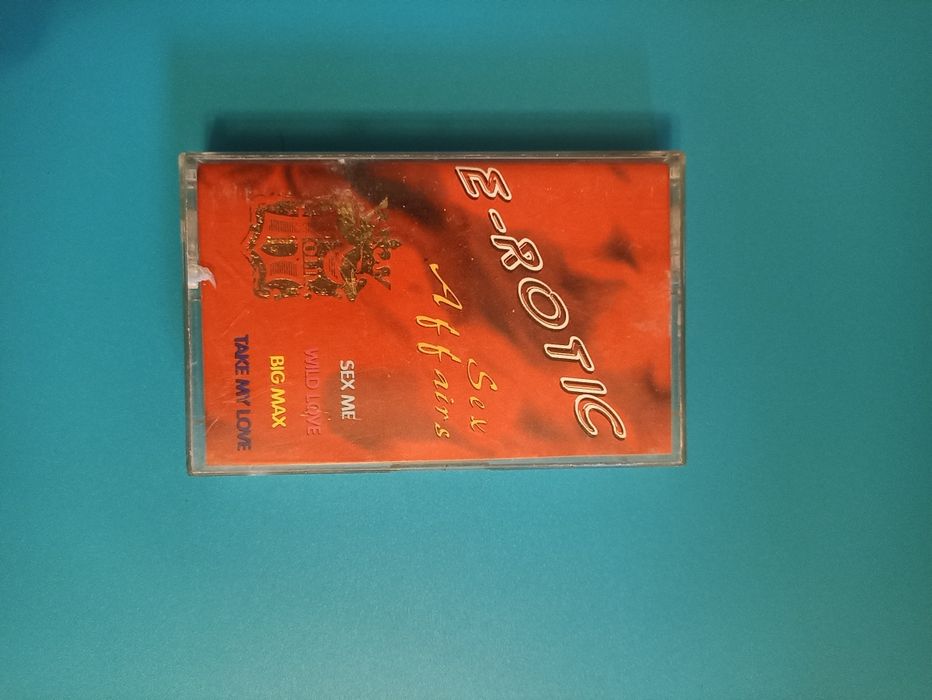 E-ROTIC
Sex
Affairs
SEX ME
WILD LOVE
BIG MAX
TAKE MY LOVE